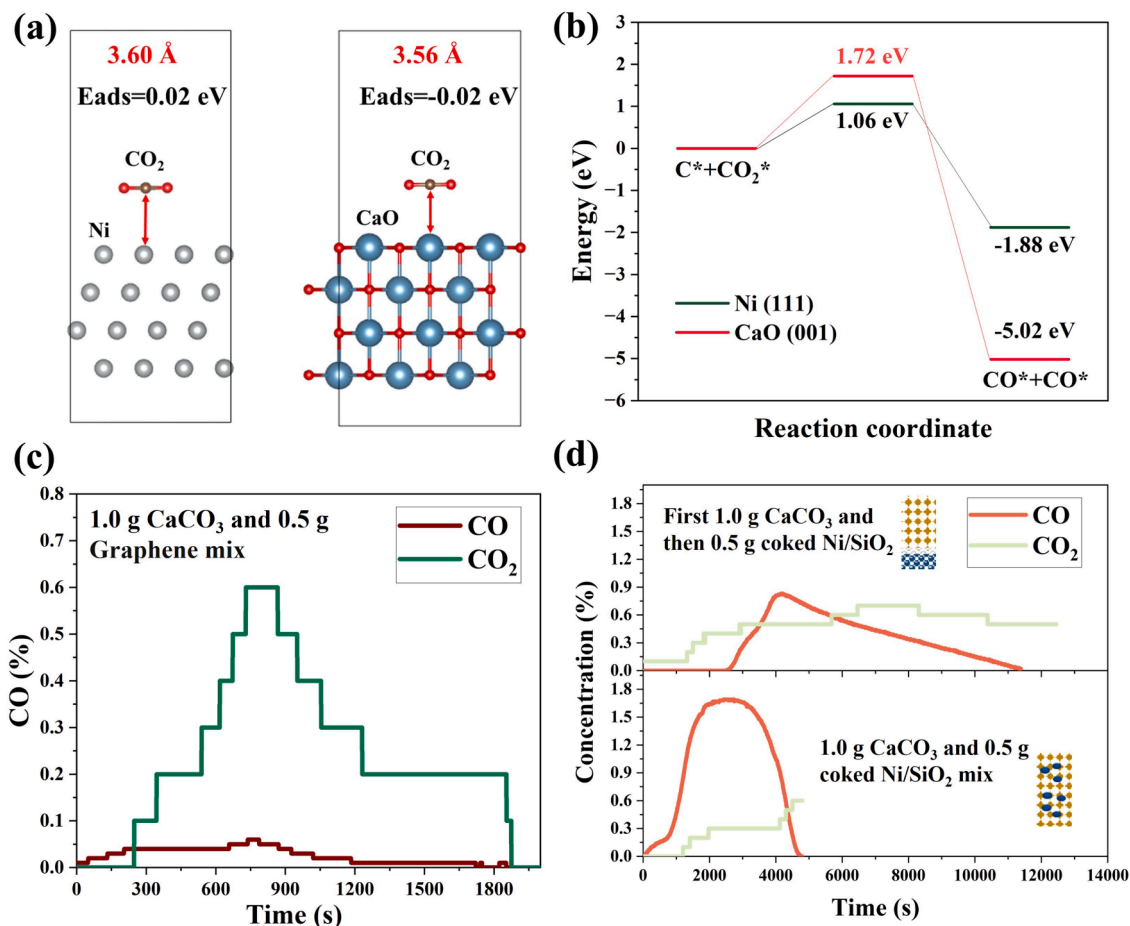 (a)
3.60 Å
Eads=0.02 eV
CO₂
Ni
3.56 Å
Eads=-0.02 eV
CO₂
CaO
(b)
Energy (eV)
3
2
1
0
−1
−2
−3
−4
−5
−6
1.72 eV
1.06 eV
C*+CO₂*
-1.88 eV
-5.02 eV
CO*+CO*
Ni (111)
CaO (001)
Reaction coordinate
(c)
CO (%)
0.8
0.7
0.6
0.5
0.4
0.3
0.2
0.1
0.0
1.0 g CaCO₃ and 0.5 g
Graphene mix
CO
CO₂
0
300
600
900
1200
1500
1800
Time (s)
(d)
Concentration (%)
1.8
1.5
1.2
0.9
0.6
0.3
0.0
First 1.0 g CaCO₃ and
then 0.5 g coked Ni/SiO₂
CO
CO₂
1.8
1.5
1.2
0.9
0.6
0.3
0.0
1.0 g CaCO₃ and 0.5 g
coked Ni/SiO₂ mix
0
2000
4000
6000
8000
10000
12000
14000
Time (s)